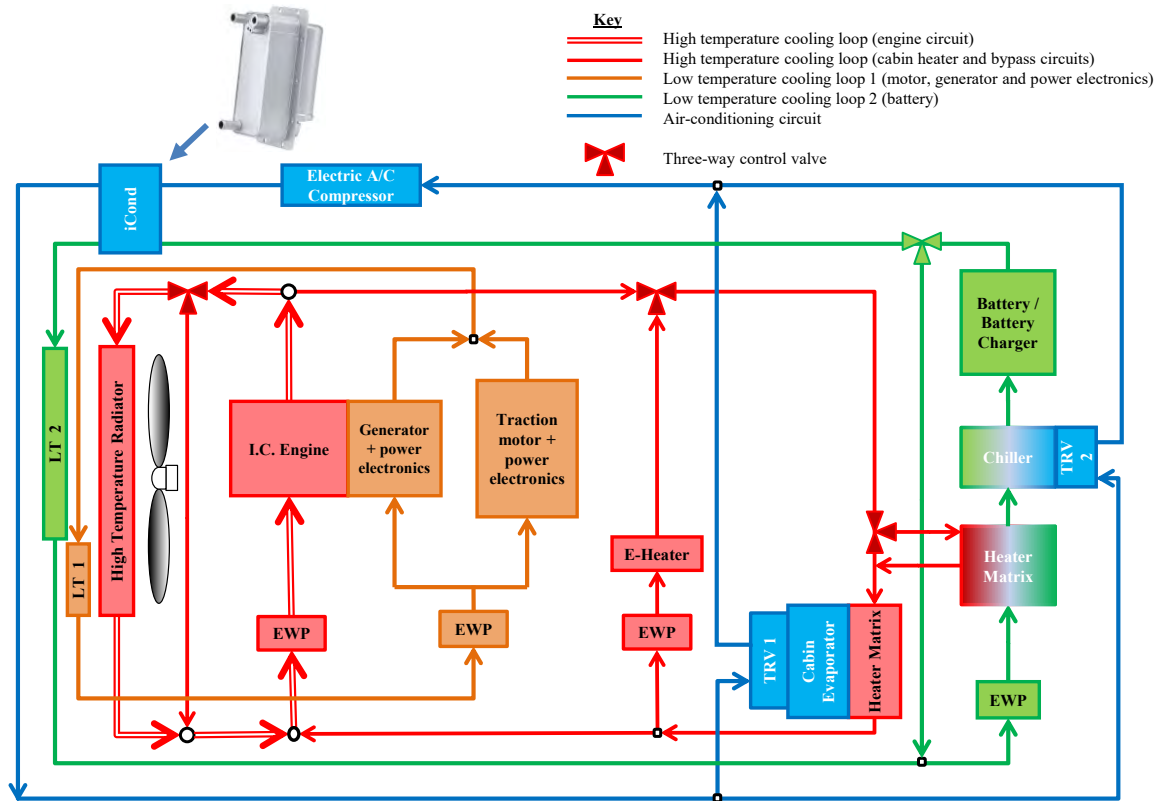 Key
High temperature cooling loop (engine circuit)
High temperature cooling loop (cabin heater and bypass circuits)
Low temperature cooling loop 1 (motor, generator and power electronics)
Low temperature cooling loop 2 (battery)
Air-conditioning circuit
Three-way control valve
iCond
Electric A/C
Compressor
LT 2
LT 1
High Temperature Radiator
I.C. Engine
Generator
+ power
electronics
Traction
motor +
power
electronics
EWP
EWP
E-Heater
EWP
TRV 1
Cabin
Evaporator
Heater Matrix
Battery /
Battery
Charger
Chiller
TRV
2
Heater
Matrix
EWP